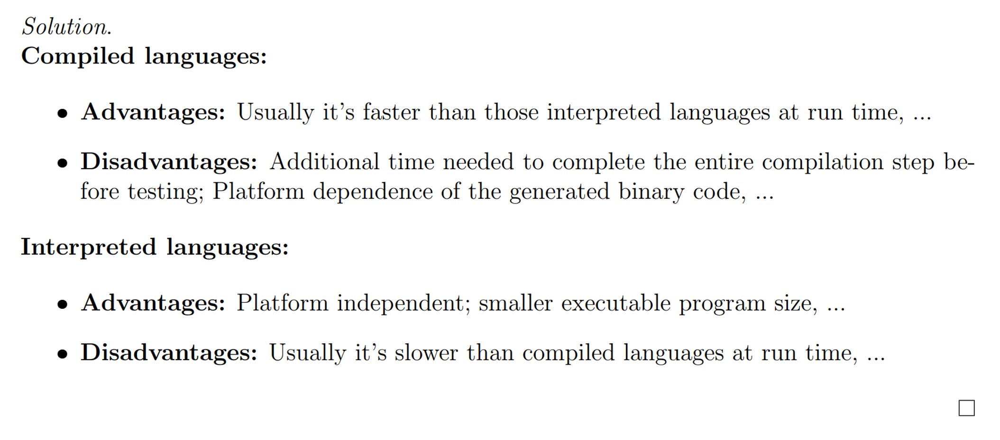 Solution.
Compiled languages:
• Advantages: Usually it’s faster than those interpreted languages at run time, ...
• Disadvantages: Additional time needed to complete the entire compilation step be-
fore testing; Platform dependence of the generated binary code, ...
Interpreted languages:
• Advantages: Platform independent; smaller executable program size, ...
• Disadvantages: Usually it’s slower than compiled languages at run time, ...
□